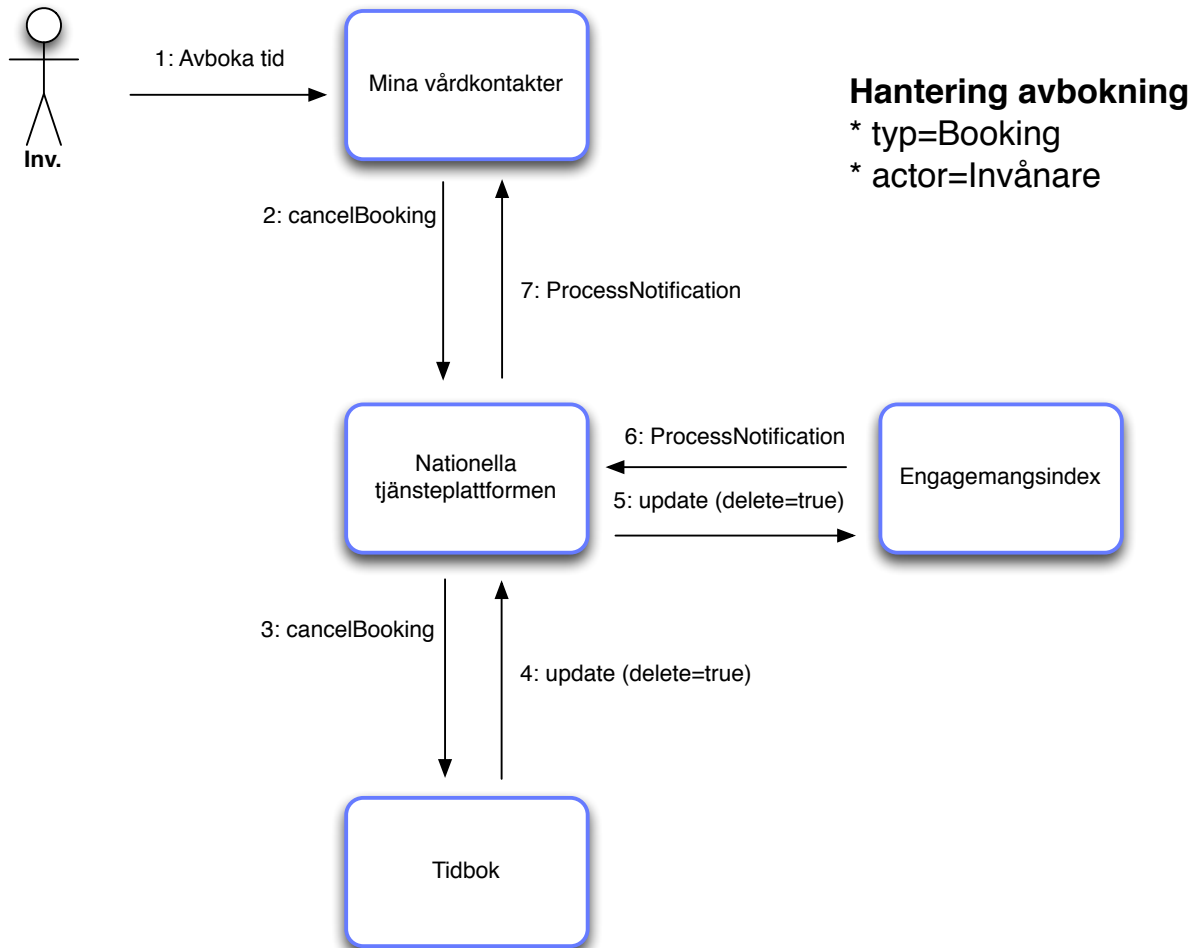 1: Avboka tid
Mina vårdkontakter
Hantering avbokning
* typ=Booking
* actor=Invånare
Inv.
2: cancelBooking
7: ProcessNotification
Nationella
tjänsteplattformen
6: ProcessNotification
5: update (delete=true)
Engagemangsindex
3: cancelBooking
4: update (delete=true)
Tidbok